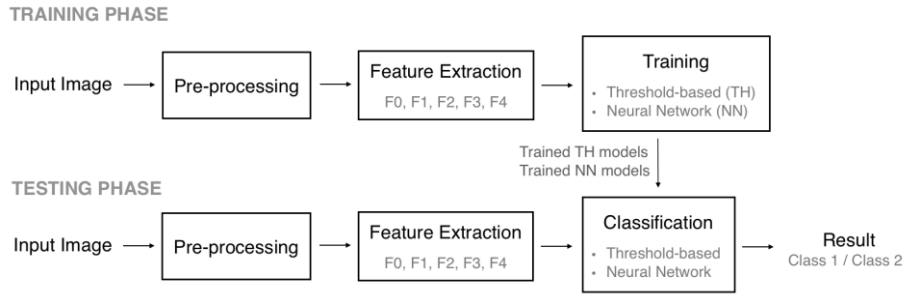 TRAINING PHASE
Input Image
Pre-processing
Feature Extraction
F0, F1, F2, F3, F4
Training
• Threshold-based (TH)
• Neural Network (NN)
Trained TH models
Trained NN models
TESTING PHASE
Input Image
Pre-processing
Feature Extraction
F0, F1, F2, F3, F4
Classification
• Threshold-based
• Neural Network
Result
Class 1 / Class 2